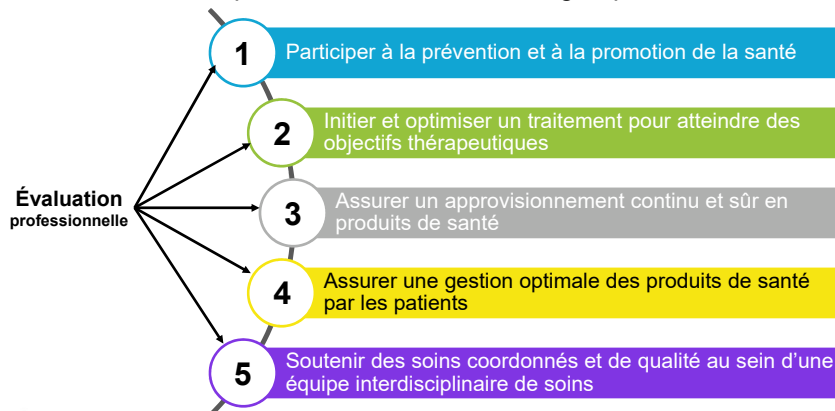 1
Participer à la prévention et à la promotion de la santé
2
Initier et optimiser un traitement pour atteindre des
objectifs thérapeutiques
Évaluation
professionnelle
3
Assurer un approvisionnement continu et sûr en
produits de santé
4
Assurer une gestion optimale des produits de santé
par les patients
5
Soutenir des soins coordonnés et de qualité au sein d'une
équipe interdisciplinaire de soins